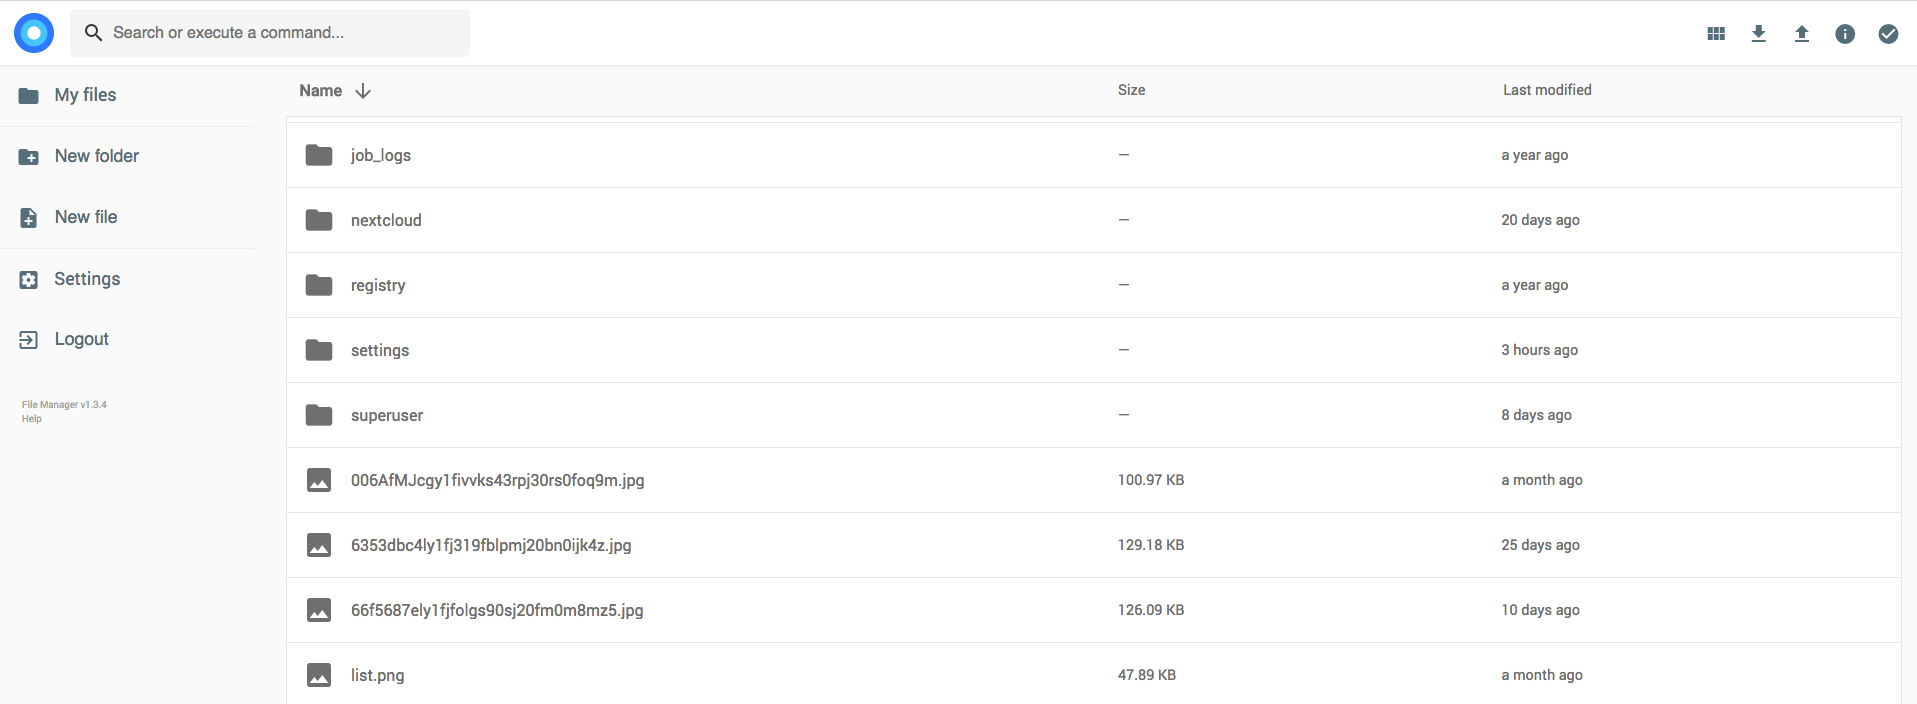 Search or execute a command...
My files
New folder
New file
Settings
Logout
File Manager v1.3.4
Help
Name Size Last modified
job_logs — a year ago
nextcloud — 20 days ago
registry — a year ago
settings — 3 hours ago
superuser — 8 days ago
006AfMJcgy1fivvks43rpj30rs0foq9m.jpg 100.97 KB a month ago
6353dbc4ly1fj319fblpmj20bn0ijk4z.jpg 129.18 KB 25 days ago
66f5687ely1fjfolgs90sj20fm0m8mz5.jpg 126.09 KB 10 days ago
list.png 47.89 KB a month ago